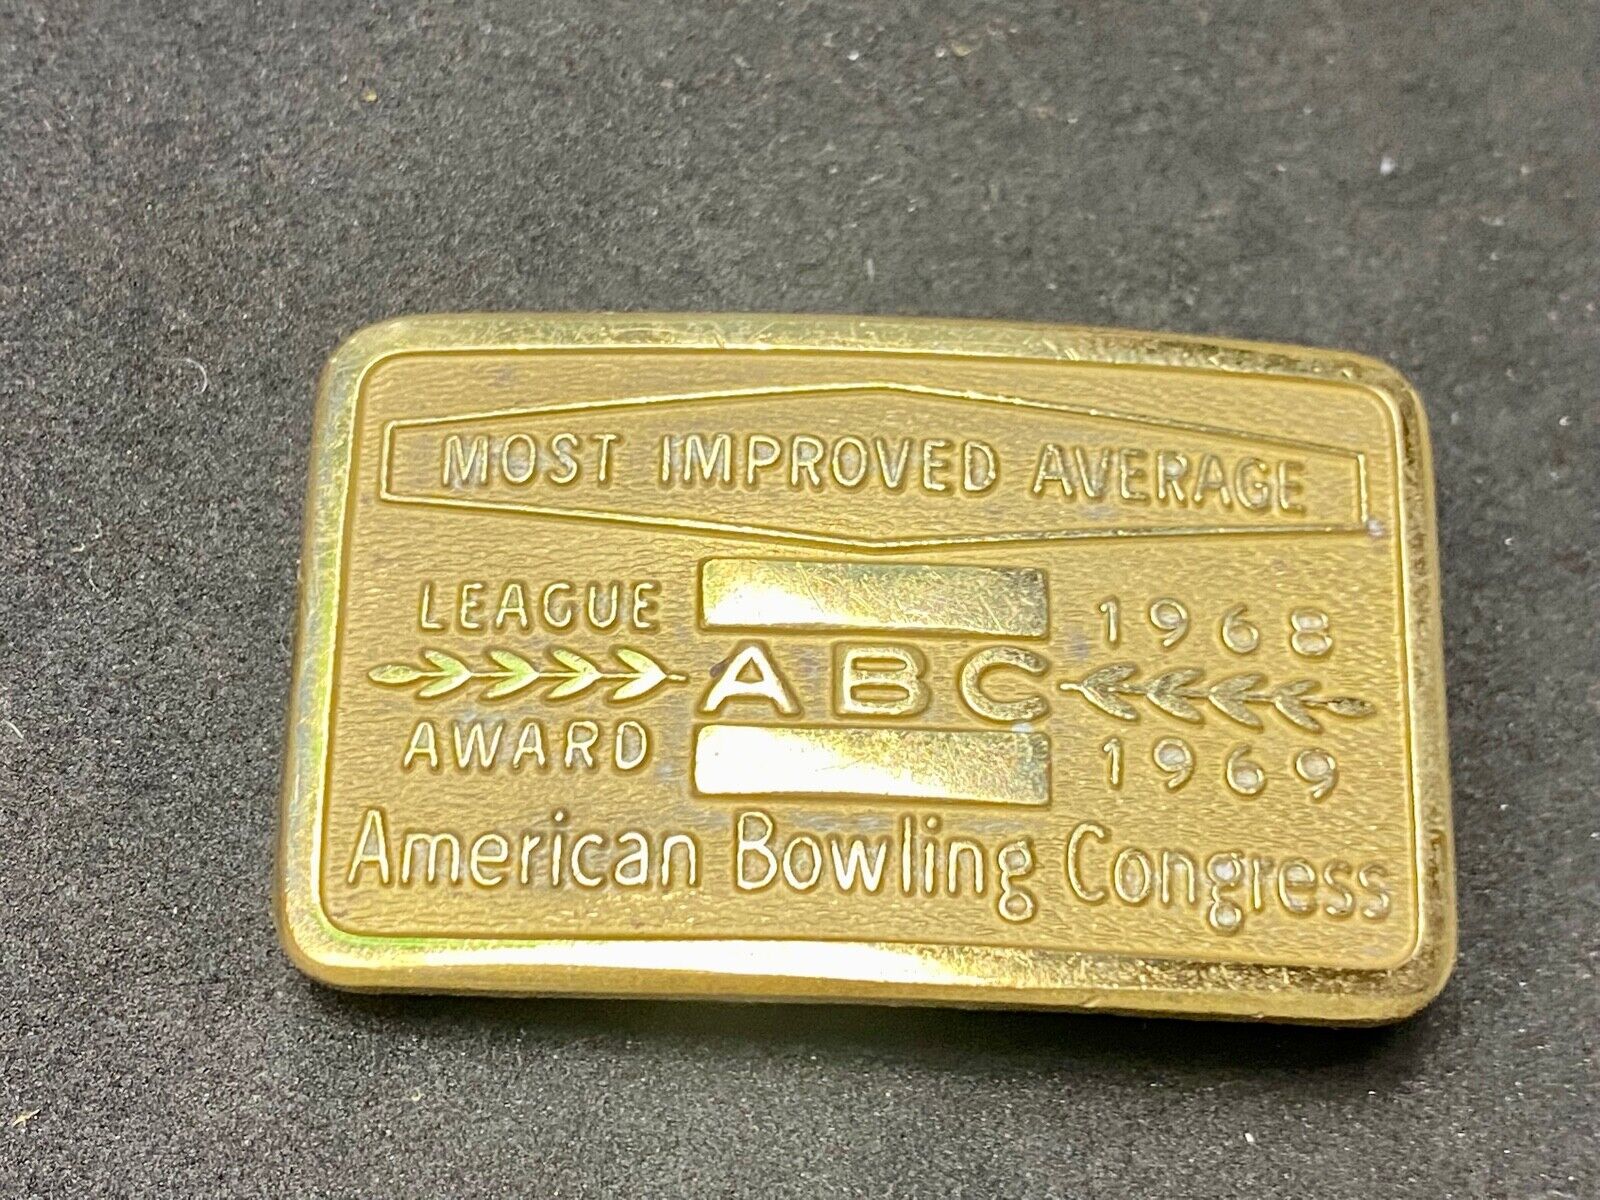 MOST IMPROVED AVERAGE
LEAGUE 1968
ABC
AWARD 1969
American Bowling Congress